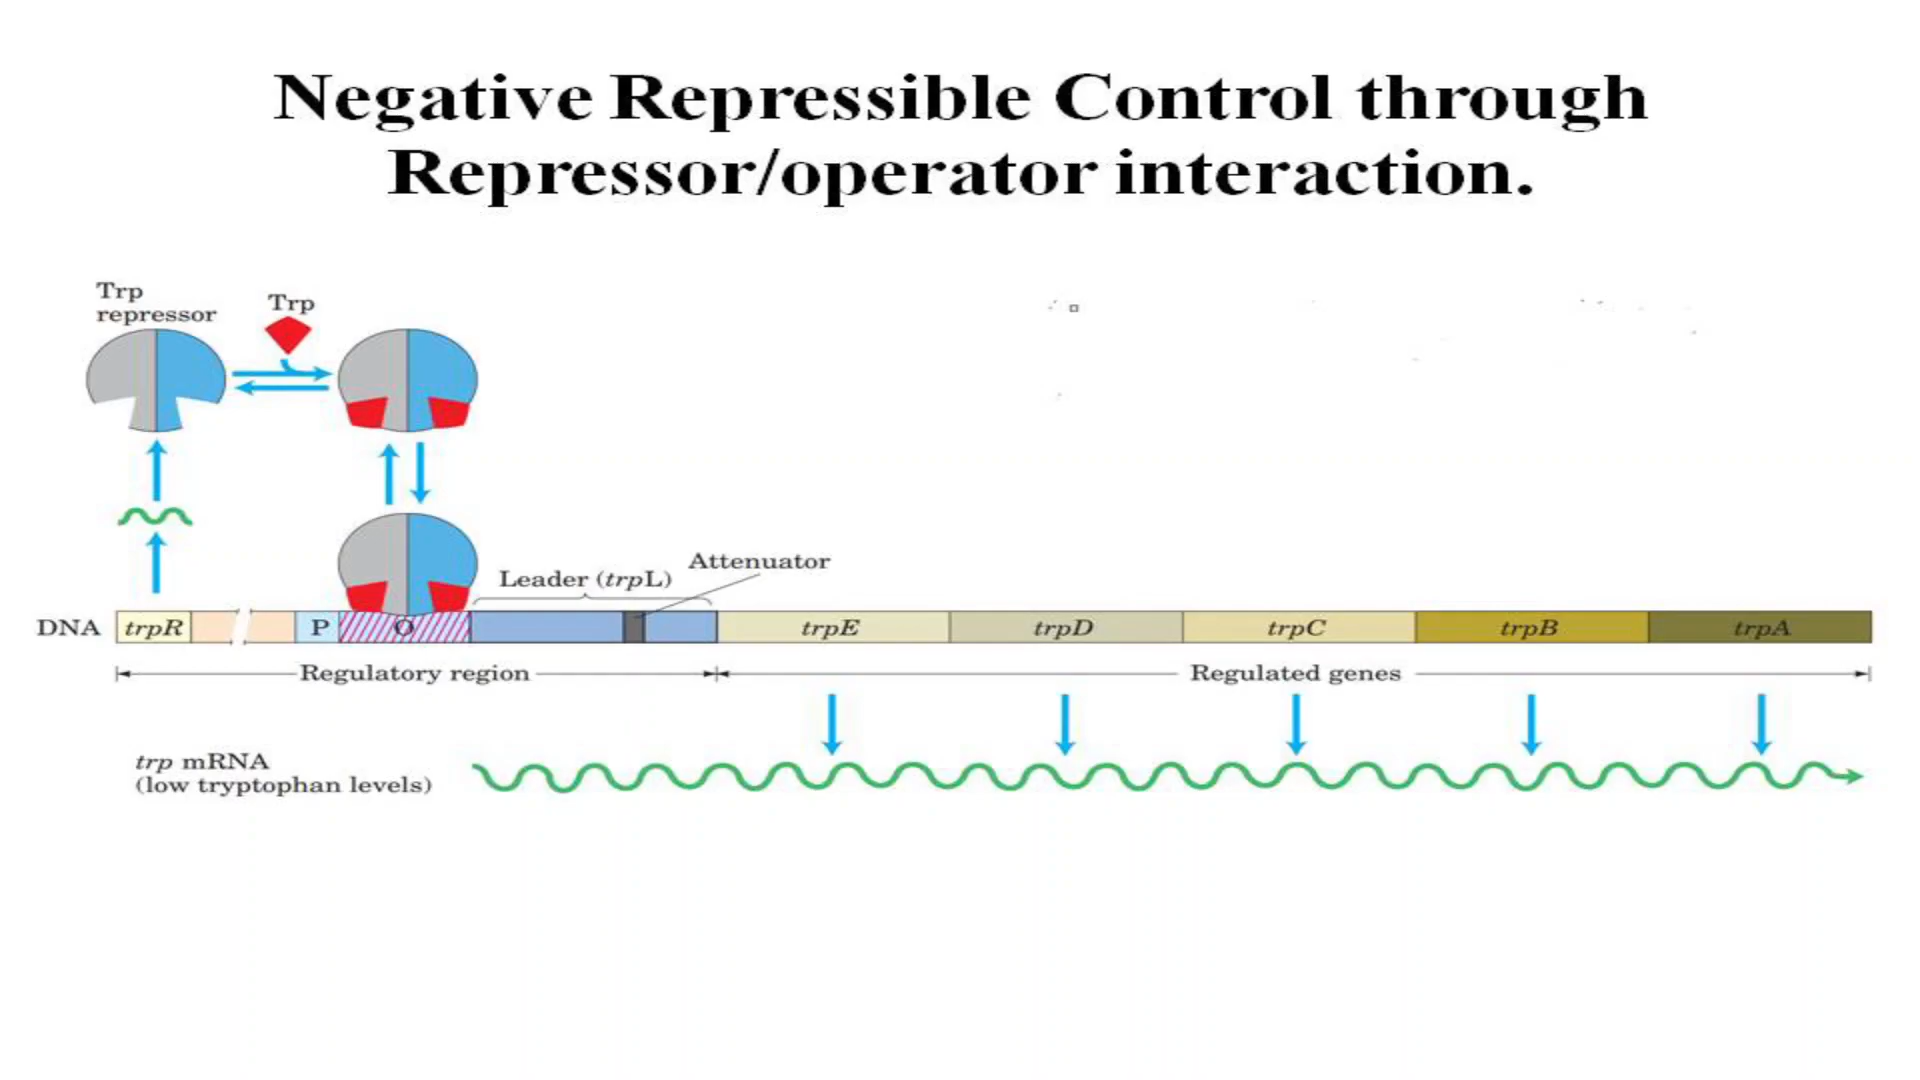 Negative Repressible Control through
Repressor/operator interaction.
Trp
repressor
Trp
Attenuator
Leader (trpL)
DNA trpR P O trpE trpD trpC trpB trpA
Regulatory region Regulated genes
trp mRNA
(low tryptophan levels)